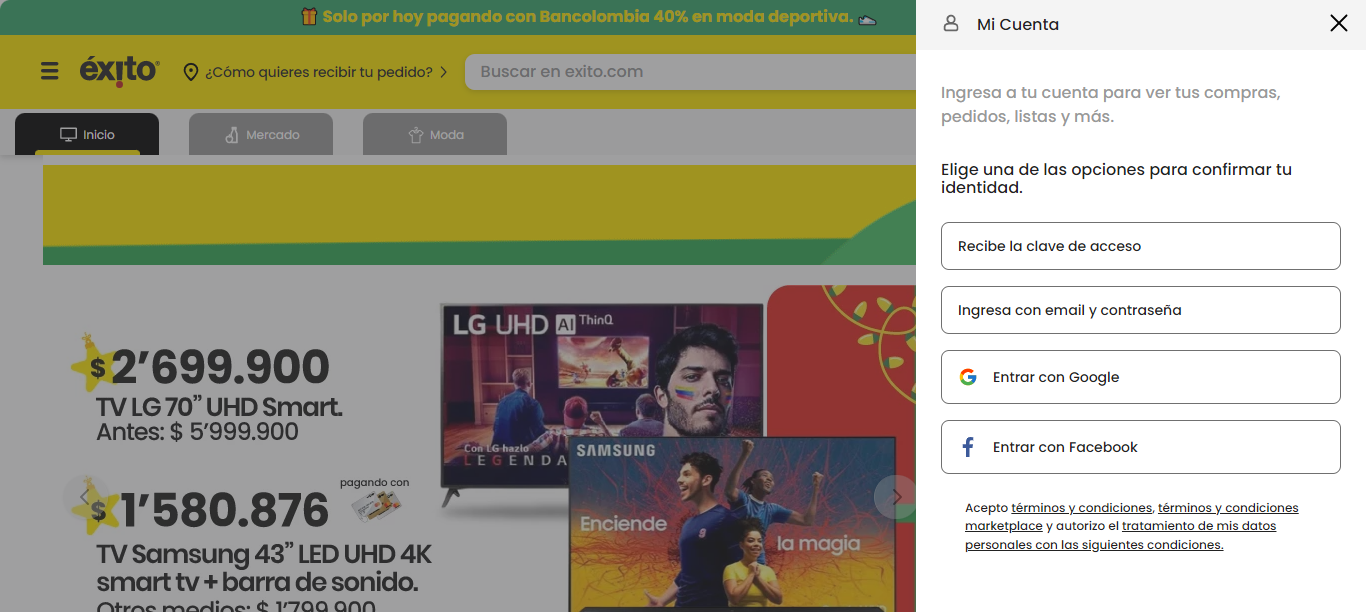 Solo por hoy pagando con Bancolombia 40% en moda deportiva.
éxito
¿Cómo quieres recibir tu pedido?
Buscar en exito.com
Inicio
Mercado
Moda
$2'699.900
TV LG 70” UHD Smart.
Antes: $ 5'999.900
$1'580.876
pagando con
TV Samsung 43” LED UHD 4K
smart tv + barra de sonido.
Otros medios: $ 1'799.900
LG UHD AI ThinQ
Con LG hazlo
LEGENDA
SAMSUNG
Enciende
la magia
Mi Cuenta
Ingresa a tu cuenta para ver tus compras,
pedidos, listas y más.
Elige una de las opciones para confirmar tu
identidad.
Recibe la clave de acceso
Ingresa con email y contraseña
Entrar con Google
Entrar con Facebook
Acepto términos y condiciones, términos y condiciones
marketplace y autorizo el tratamiento de mis datos
personales con las siguientes condiciones.